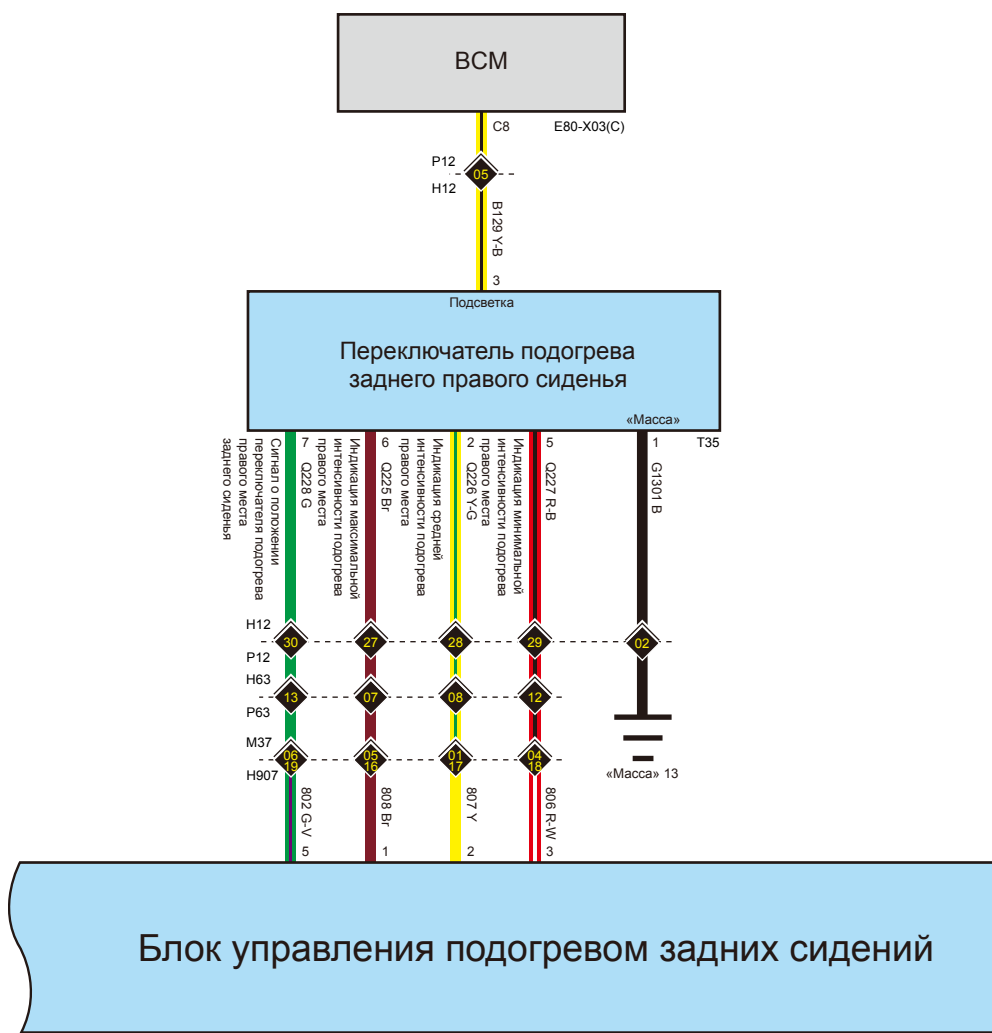 BCM
C8
E80-X03(C)
P12
05
H12
B129 Y-B
3
Подсветка
Переключатель подогрева
заднего правого сиденья
«Масса»
7
6
2
5
1
T35
Сигнал о положении
переключателя подогрева
правого места
заднего сиденья
Q228 G
Индикация максимальной
интенсивности подогрева
правого места
Q225 Br
Индикация средней
интенсивности подогрева
правого места
Q226 Y-G
Индикация минимальной
интенсивности подогрева
правого места
Q227 R-B
G1301 B
H12
30
27
28
29
02
P12
H63
13
07
08
12
P63
M37
06
19
05
16
01
17
04
18
H907
«Масса» 13
802 G-V
808 Br
807 Y
806 R-W
5
1
2
3
Блок управления подогревом задних сидений